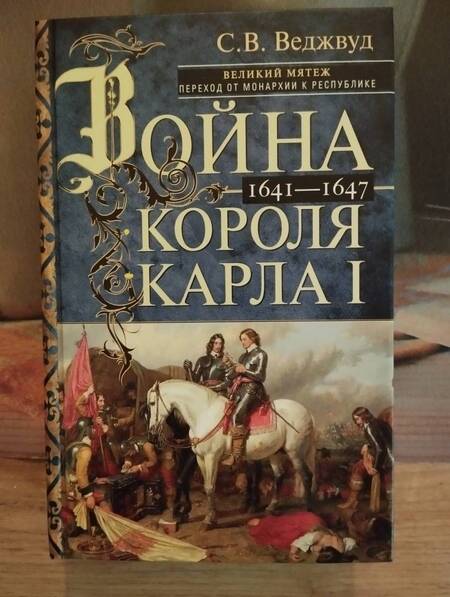 С.В. Веджвуд
ВЕЛИКИЙ МЯТЕЖ
ПЕРЕХОД ОТ МОНАРХИИ К РЕСПУБЛИКЕ
ВОЙНА
1641—1647
КОРОЛЯ
КАРЛА I